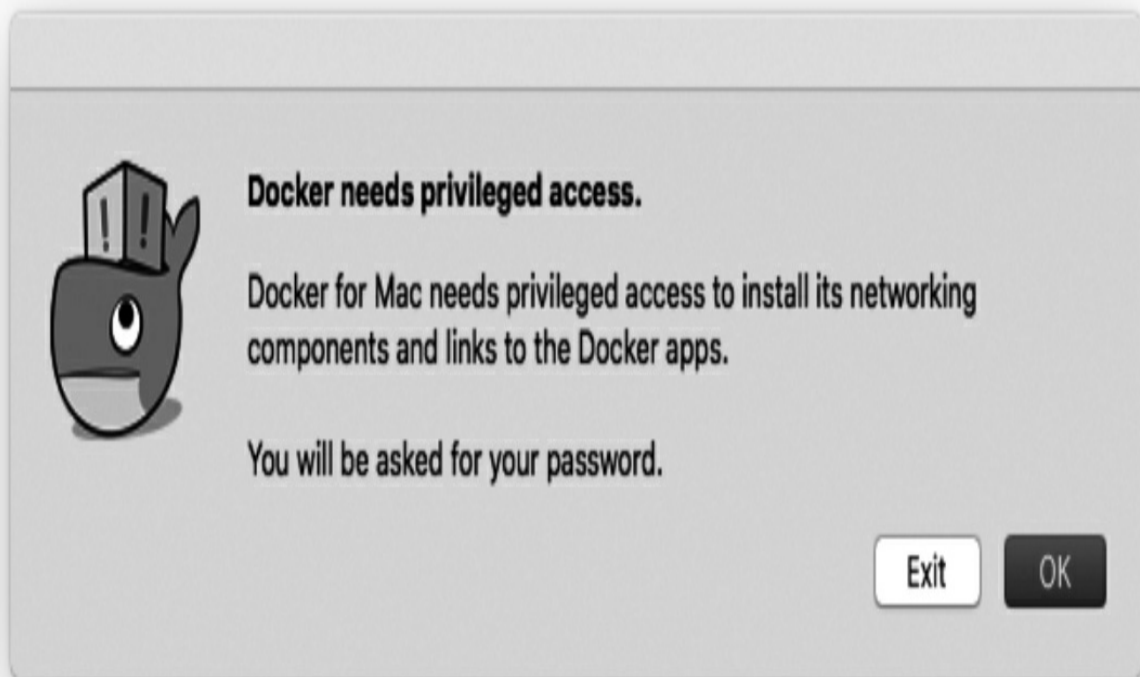 ! !
Docker needs privileged access.
Docker for Mac needs privileged access to install its networking
components and links to the Docker apps.
You will be asked for your password.
Exit OK